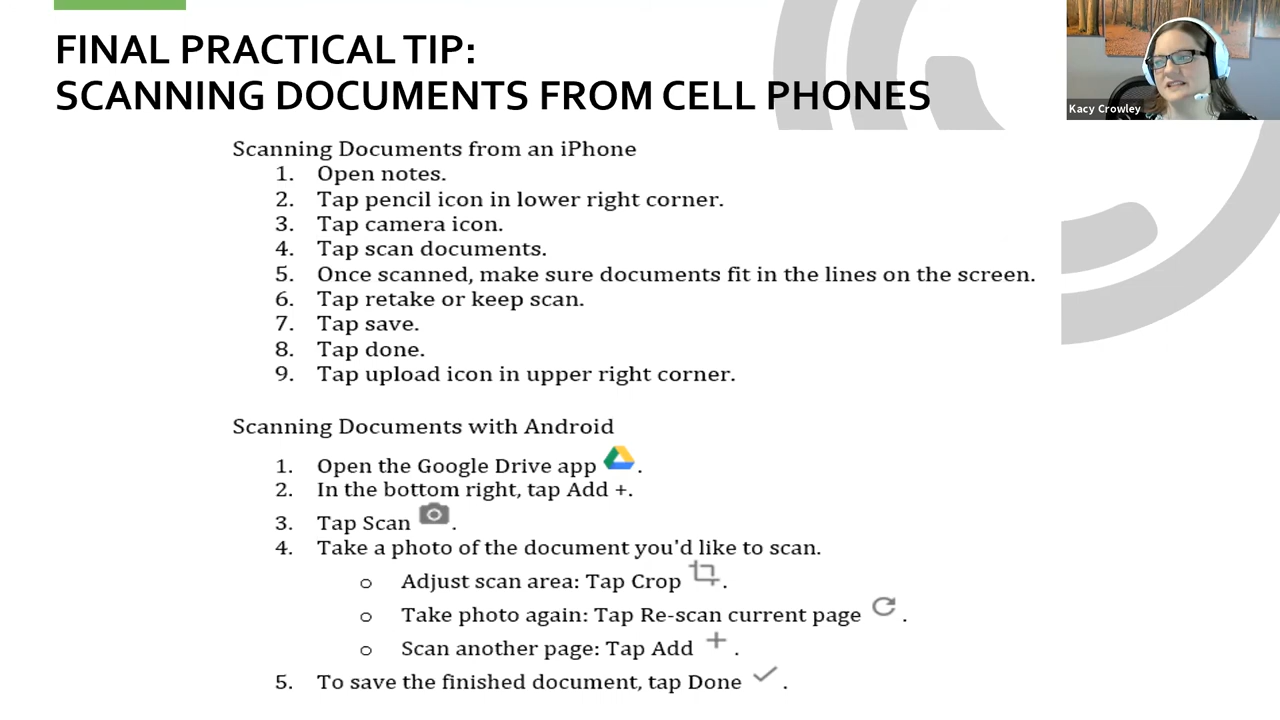 FINAL PRACTICAL TIP:
SCANNING DOCUMENTS FROM CELL PHONES
Kacy Crowley
Scanning Documents from an iPhone
1. Open notes.
2. Tap pencil icon in lower right corner.
3. Tap camera icon.
4. Tap scan documents.
5. Once scanned, make sure documents fit in the lines on the screen.
6. Tap retake or keep scan.
7. Tap save.
8. Tap done.
9. Tap upload icon in upper right corner.
Scanning Documents with Android
1. Open the Google Drive app .
2. In the bottom right, tap Add +.
3. Tap Scan .
4. Take a photo of the document you'd like to scan.
o Adjust scan area: Tap Crop .
o Take photo again: Tap Re-scan current page .
o Scan another page: Tap Add + .
5. To save the finished document, tap Done ✓ .